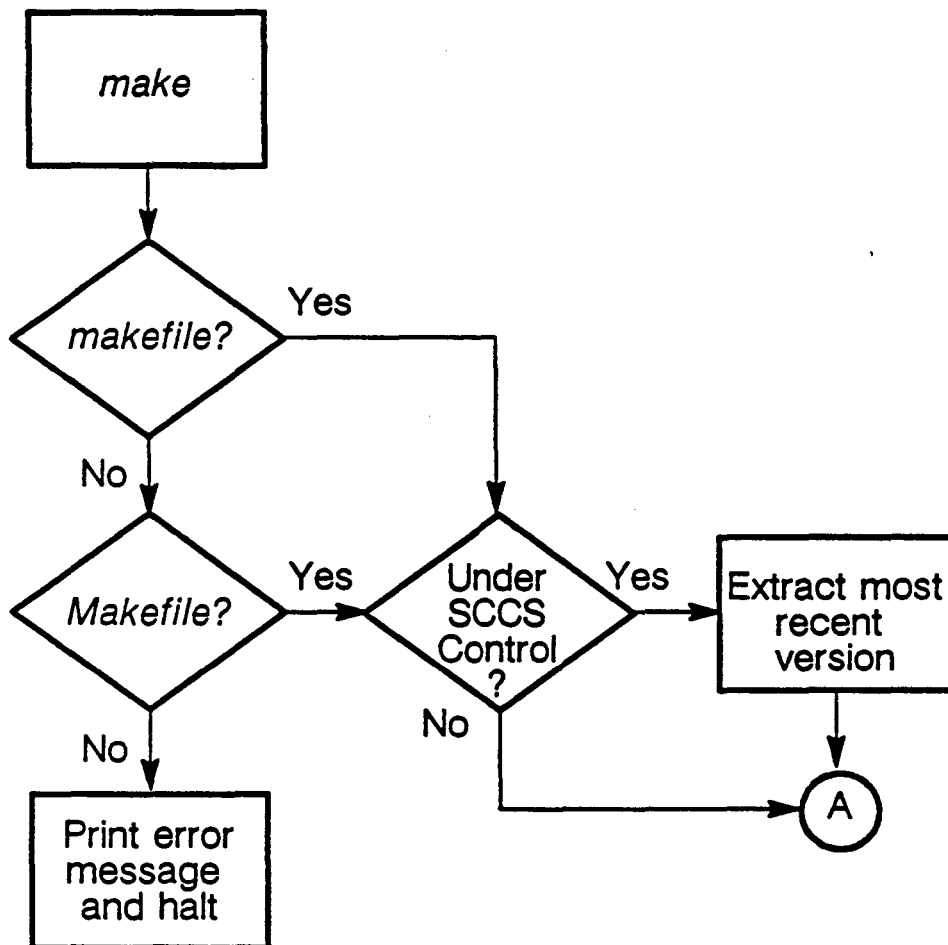 make
makefile?
Yes
No
Makefile?
Yes
Under
SCCS
Control
?
Yes
Extract most
recent
version
No
No
A
Print error
message
and halt